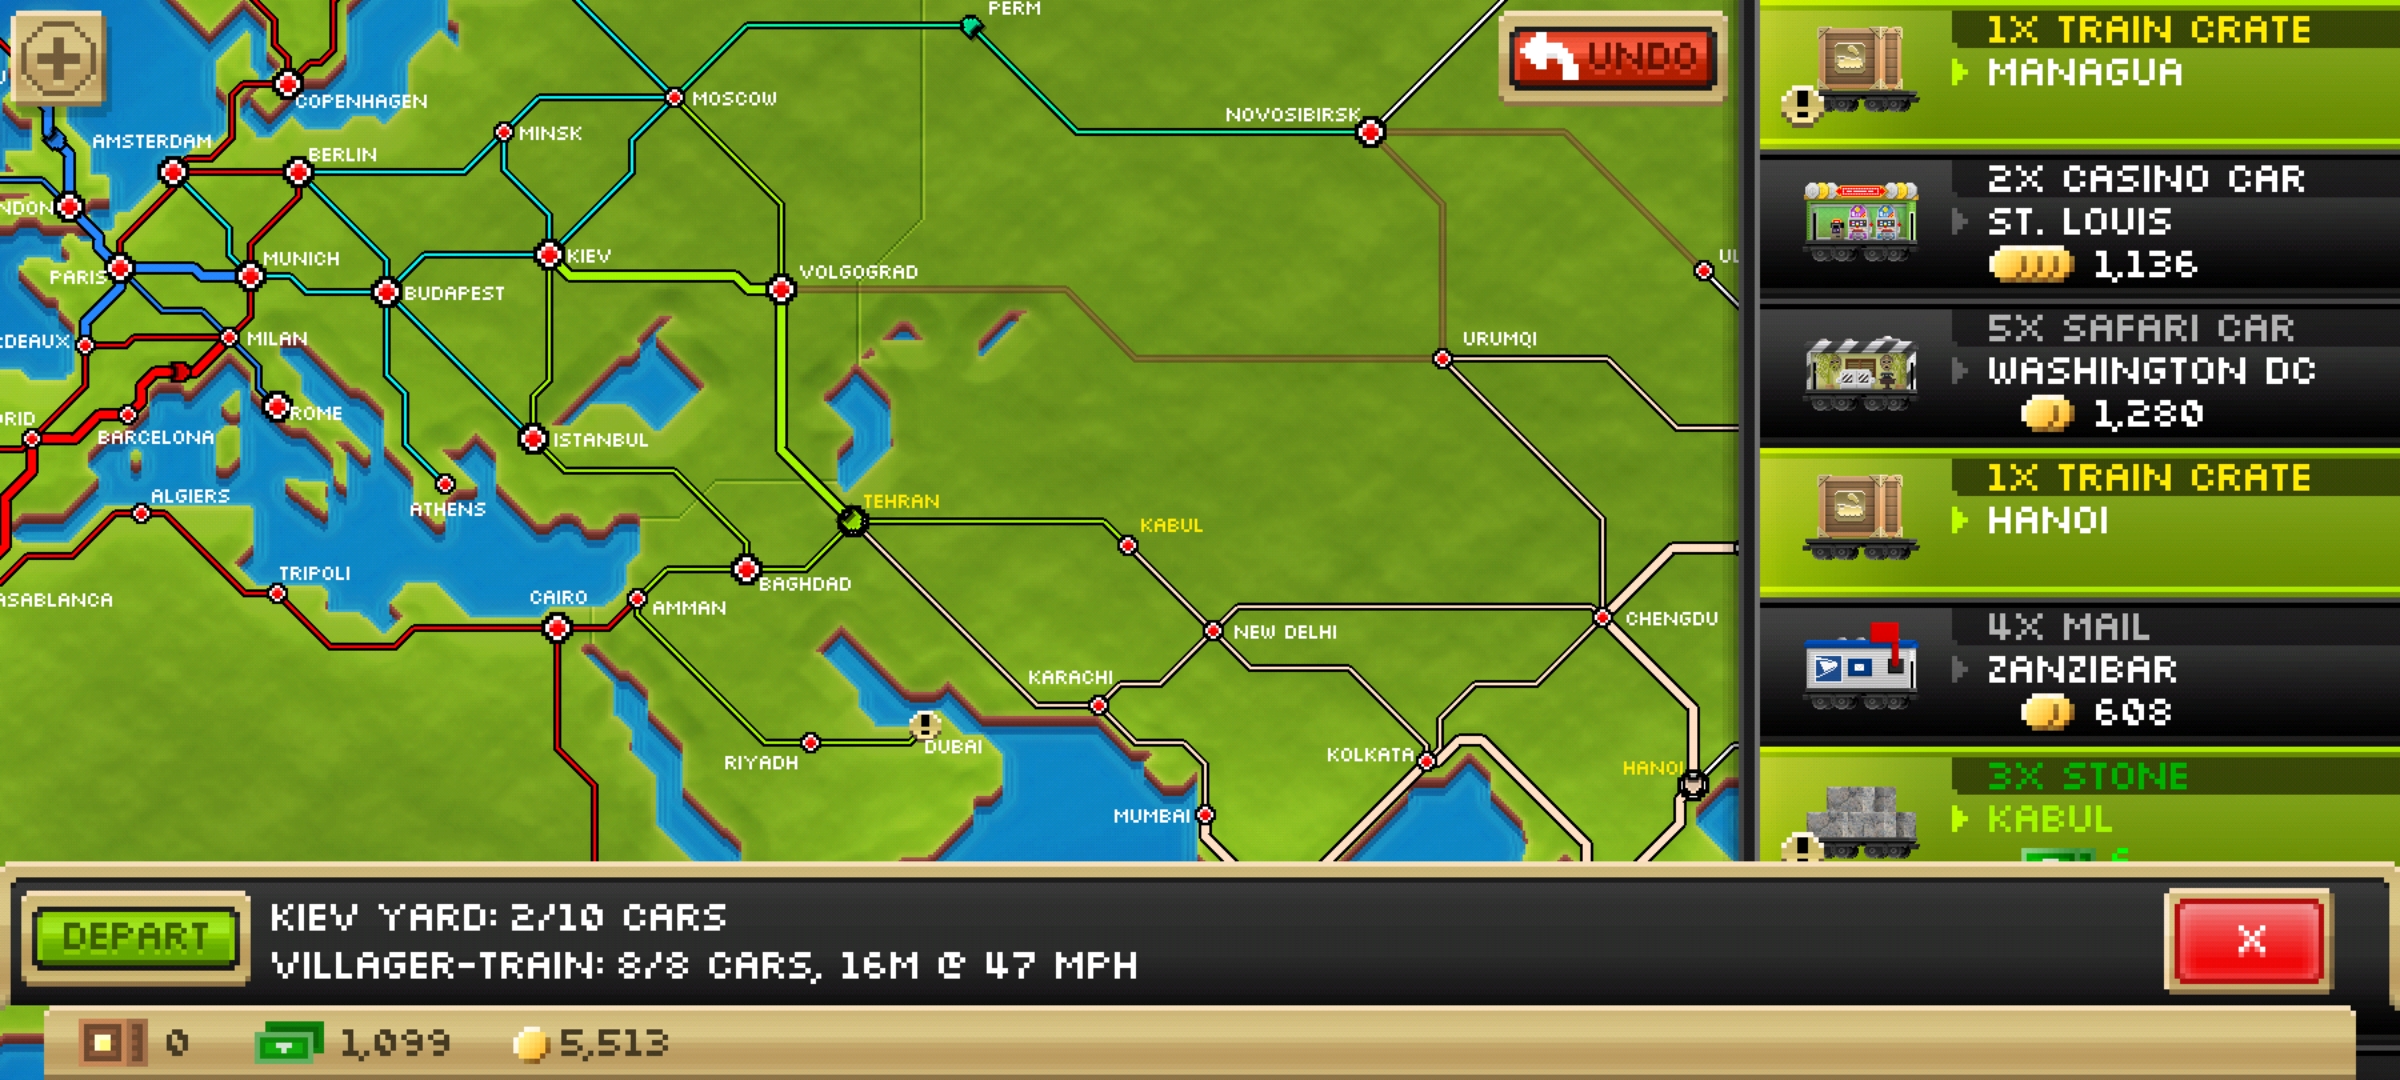 PERM
UNDO
COPENHAGEN
MOSCOW
NOVOSIBIRSK
AMSTERDAM
BERLIN
MINSK
NDON
PARIS
MUNICH
KIEV
UL
BUDAPEST
VOLGOGRAD
RDEAUX
MILAN
URUMQI
RID
ROME
BARCELONA
ISTANBUL
ALGIERS
ATHENS
TEHRAN
KABUL
TRIPOLI
BAGHDAD
ASABLANCA
CAIRO
AMMAN
NEW DELHI
CHENGDU
KARACHI
RIYADH
DUBAI
KOLKATA
HANOI
MUMBAI
1X TRAIN CRATE
MANAGUA
2X CASINO CAR
ST. LOUIS
1,136
5X SAFARI CAR
WASHINGTON DC
1,280
1X TRAIN CRATE
HANOI
4X MAIL
ZANZIBAR
608
3X STONE
KABUL
DEPART
KIEV YARD: 2/10 CARS
VILLAGER-TRAIN: 8/8 CARS, 16M @ 47 MPH
X
0
1,099
5,513